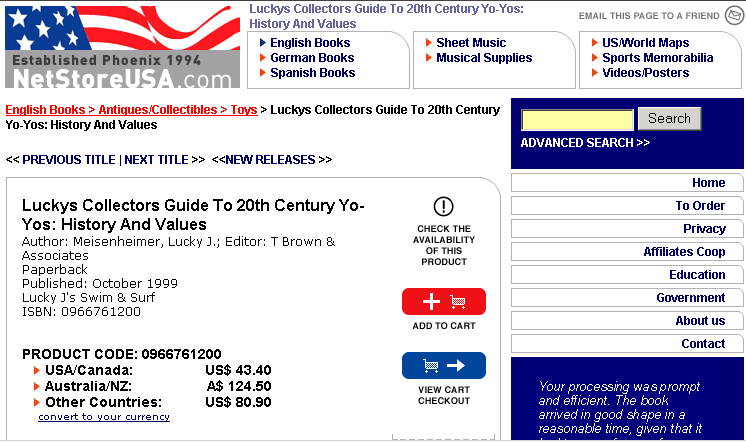 Luckys Collectors Guide To 20th Century Yo-Yos:
History And Values
EMAIL THIS PAGE TO A FRIEND
Established Phoenix 1994
NetStoreUSA.com
English Books
German Books
Spanish Books
Sheet Music
Musical Supplies
US/World Maps
Sports Memorabilia
Videos/Posters
English Books > Antiques/Collectibles > Toys > Luckys Collectors Guide To 20th Century
Yo-Yos: History And Values
<< PREVIOUS TITLE | NEXT TITLE >> <<NEW RELEASES >>
Search
ADVANCED SEARCH >>
Luckys Collectors Guide To 20th Century Yo-
Yos: History And Values
Author: Meisenheimer, Lucky J.; Editor: T Brown &
Associates
Paperback
Published: October 1999
Lucky J's Swim & Surf
ISBN: 0966761200
PRODUCT CODE: 0966761200
USA/Canada: US$ 43.40
Australia/NZ: A$ 124.50
Other Countries: US$ 80.90
convert to your currency
CHECK THE
AVAILABILITY
OF THIS
PRODUCT
ADD TO CART
VIEW CART
CHECKOUT
Home
To Order
Privacy
Affiliates Coop
Education
Government
About us
Contact
Your processing was prompt
and efficient. The book
arrived in good shape in a
reasonable time, given that it